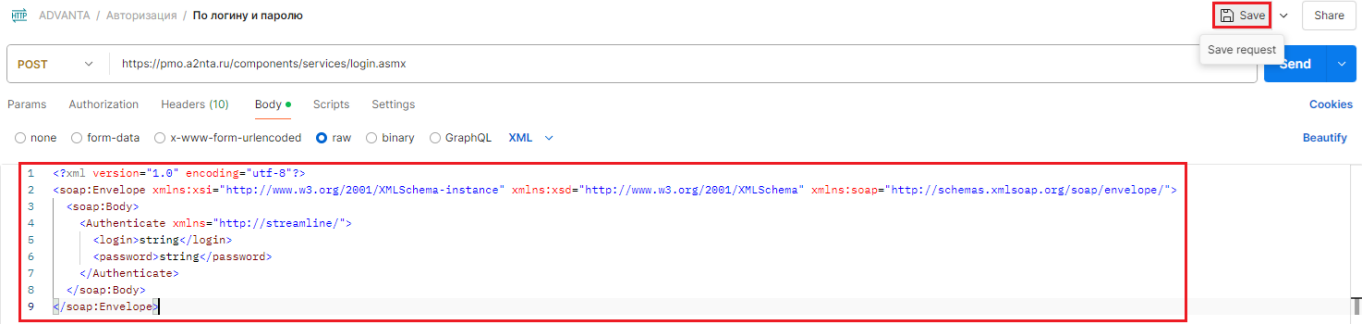 HTTP ADVANTA / Авторизация / По логину и паролю Save Share
Save request
POST https://pmo.a2nta.ru/components/services/login.asmx Send
Params Authorization Headers (10) Body Scripts Settings Cookies
none form-data x-www-form-urlencoded raw binary GraphQL XML Beautify
1 <?xml version="1.0" encoding="utf-8"?>
2 <soap:Envelope xmlns:xsi="http://www.w3.org/2001/XMLSchema-instance" xmlns:xsd="http://www.w3.org/2001/XMLSchema" xmlns:soap="http://schemas.xmlsoap.org/soap/envelope/">
3 <soap:Body>
4 <Authenticate xmlns="http://streamline/">
5 <login>string</login>
6 <password>string</password>
7 </Authenticate>
8 </soap:Body>
9 </soap:Envelope>